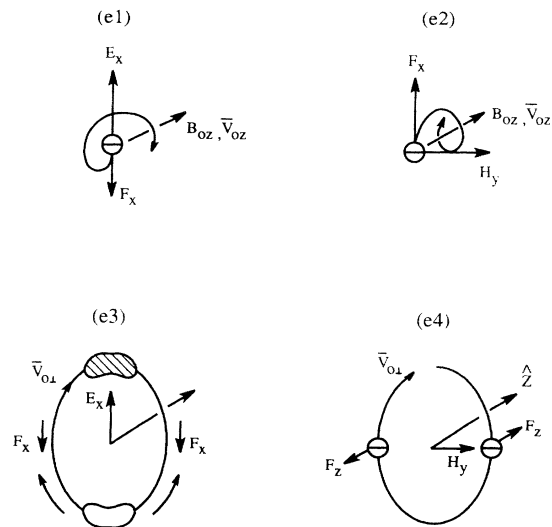 (e1)
E_x
B_oz , V̅_oz
F_x
(e2)
F_x
B_oz , V̅_oz
H_y
(e3)
V̅_o⊥
E_x
F_x
F_x
(e4)
V̅_o⊥
Ẑ
F_z
F_z
H_y